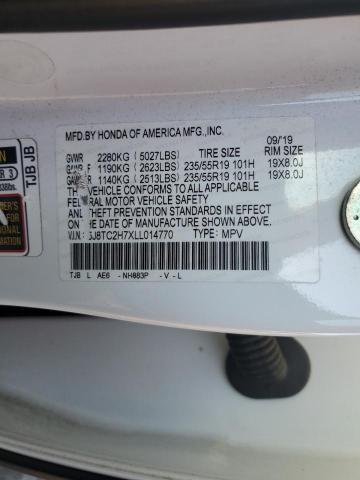 MFD.BY HONDA OF AMERICA MFG.,INC.
09/19
GVWR 2280KG (5027LBS) TIRE SIZE RIM SIZE
GAWR F 1190KG (2623LBS) 235/55R19 101H 19X8.0J
GAWR R 1140KG (2513LBS) 235/55R19 101H 19X8.0J
THIS VEHICLE CONFORMS TO ALL APPLICABLE
FEDERAL MOTOR VEHICLE SAFETY
AND THEFT PREVENTION STANDARDS IN EFFECT ON
THE DATE OF MANUFACTURE SHOWN ABOVE.
V.I.N. 5J8TC2H7XLL014770 TYPE: MPV
TJB L AE6 - NH883P - V - L
TJB JB